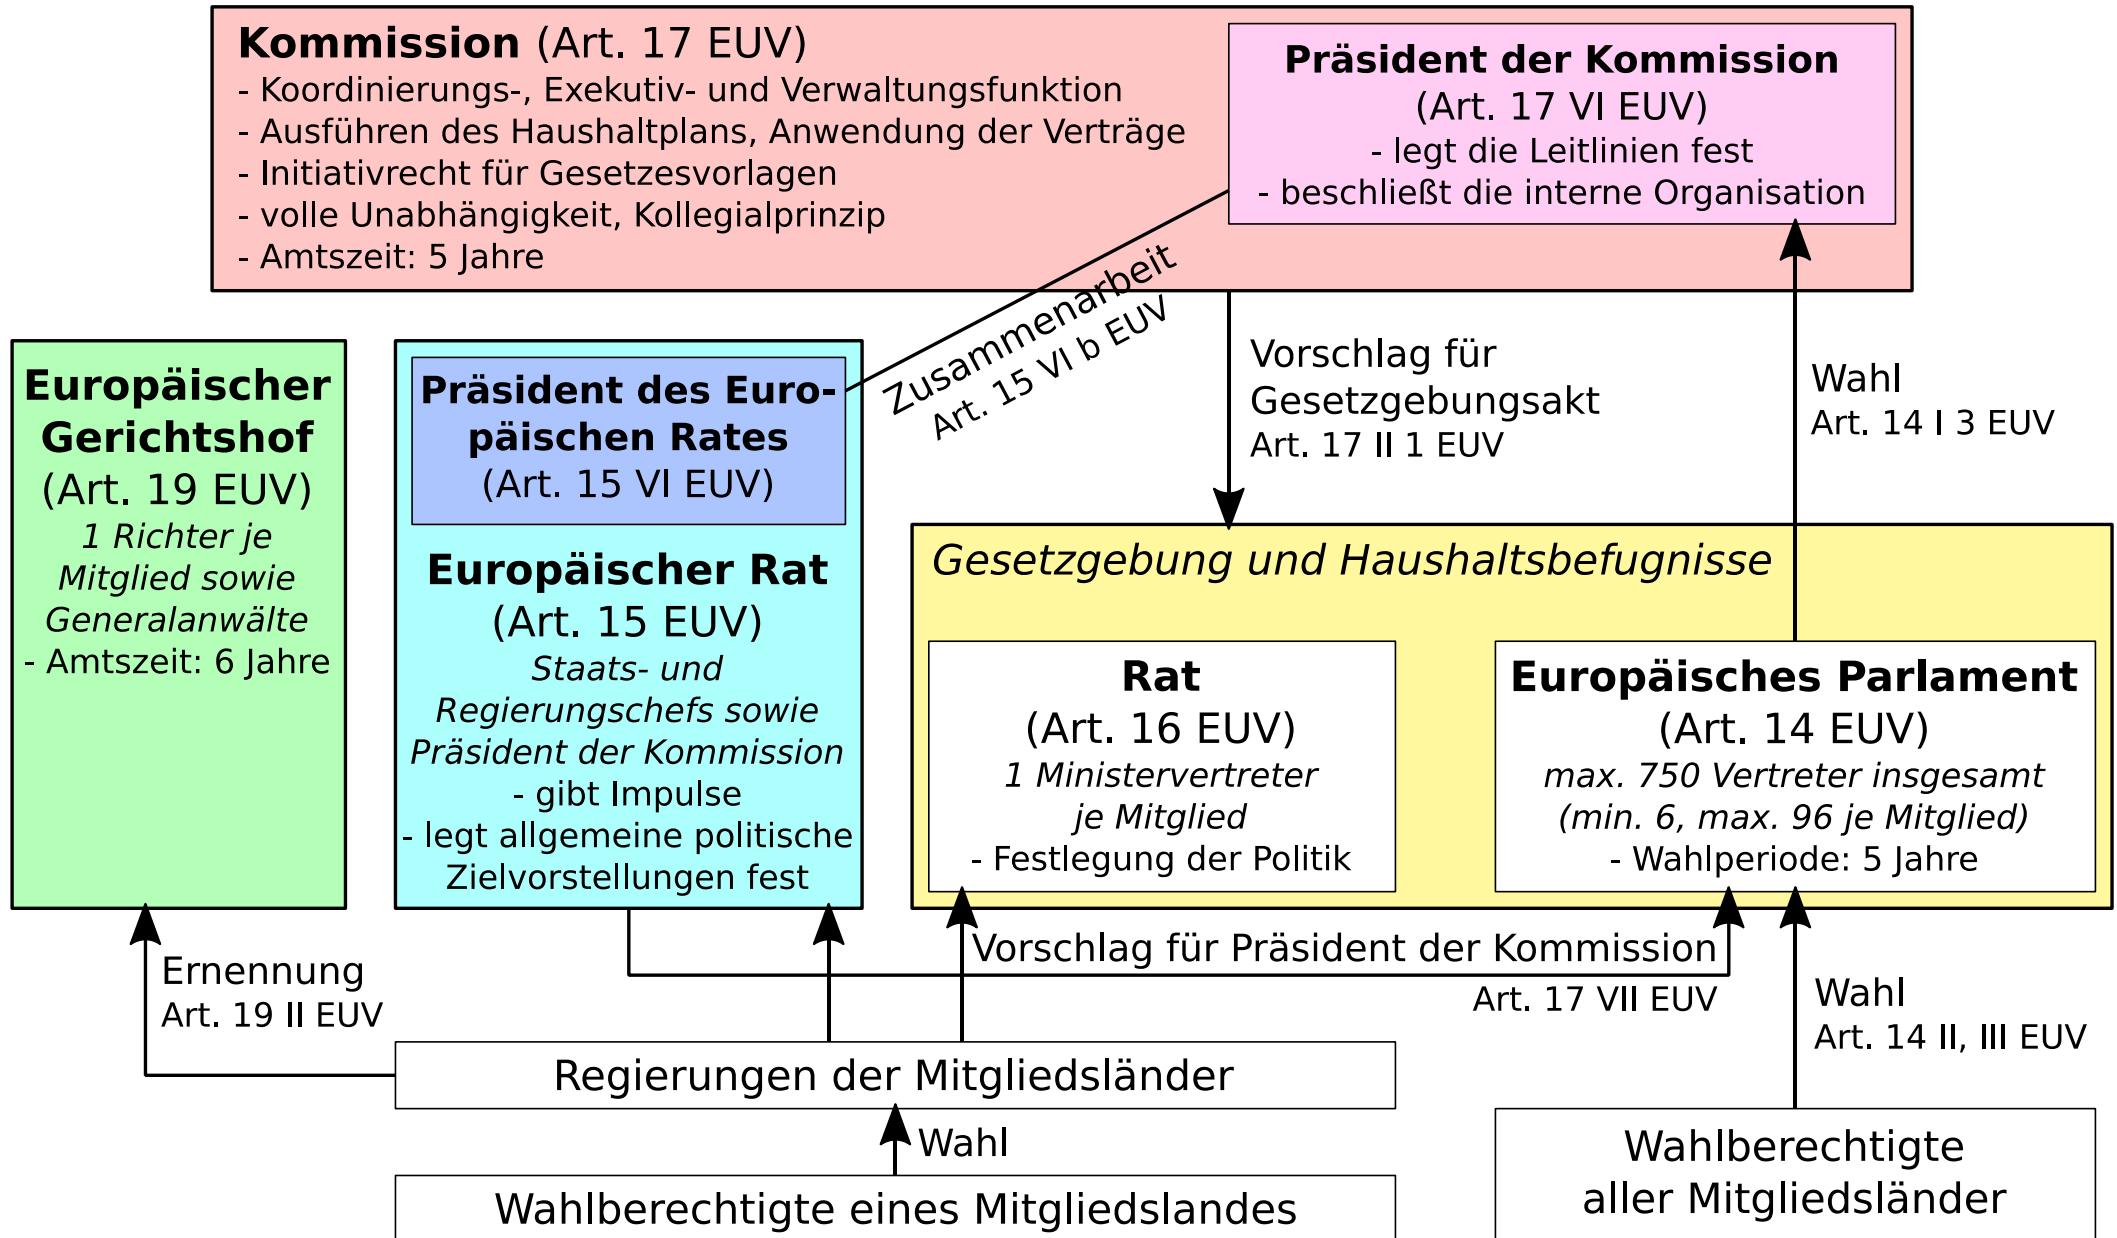 Kommission (Art. 17 EUV)
- Koordinierungs-, Exekutiv- und Verwaltungsfunktion
- Ausführen des Haushaltplans, Anwendung der Verträge
- Initiativrecht für Gesetzesvorlagen
- volle Unabhängigkeit, Kollegialprinzip
- Amtszeit: 5 Jahre
Präsident der Kommission
(Art. 17 VI EUV)
- legt die Leitlinien fest
- beschließt die interne Organisation
Zusammenarbeit
Art. 15 VI b EUV
Vorschlag für
Gesetzgebungsakt
Art. 17 II 1 EUV
Wahl
Art. 14 I 3 EUV
Europäischer
Gerichtshof
(Art. 19 EUV)
1 Richter je
Mitglied sowie
Generalanwälte
- Amtszeit: 6 Jahre
Präsident des Euro-
päischen Rates
(Art. 15 VI EUV)
Europäischer Rat
(Art. 15 EUV)
Staats- und
Regierungschefs sowie
Präsident der Kommission
- gibt Impulse
- legt allgemeine politische
Zielvorstellungen fest
Gesetzgebung und Haushaltsbefugnisse
Rat
(Art. 16 EUV)
1 Ministervertreter
je Mitglied
- Festlegung der Politik
Europäisches Parlament
(Art. 14 EUV)
max. 750 Vertreter insgesamt
(min. 6, max. 96 je Mitglied)
- Wahlperiode: 5 Jahre
Ernennung
Art. 19 II EUV
Vorschlag für Präsident der Kommission
Art. 17 VII EUV
Wahl
Art. 14 II, III EUV
Regierungen der Mitgliedsländer
Wahl
Wahlberechtigte eines Mitgliedslandes
Wahlberechtigte
aller Mitgliedsländer